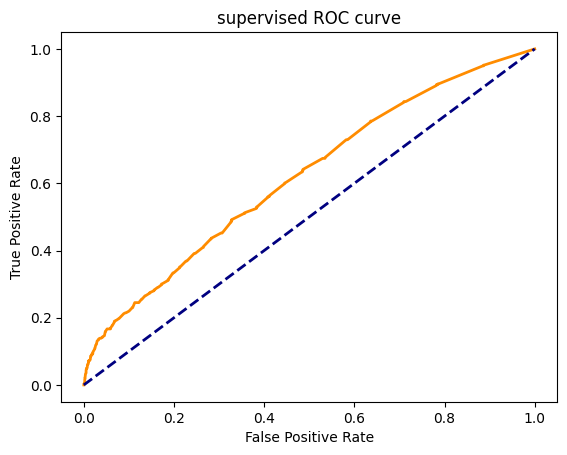 supervised ROC curve
True Positive Rate
1.0
0.8
0.6
0.4
0.2
0.0
0.0 0.2 0.4 0.6 0.8 1.0
False Positive Rate